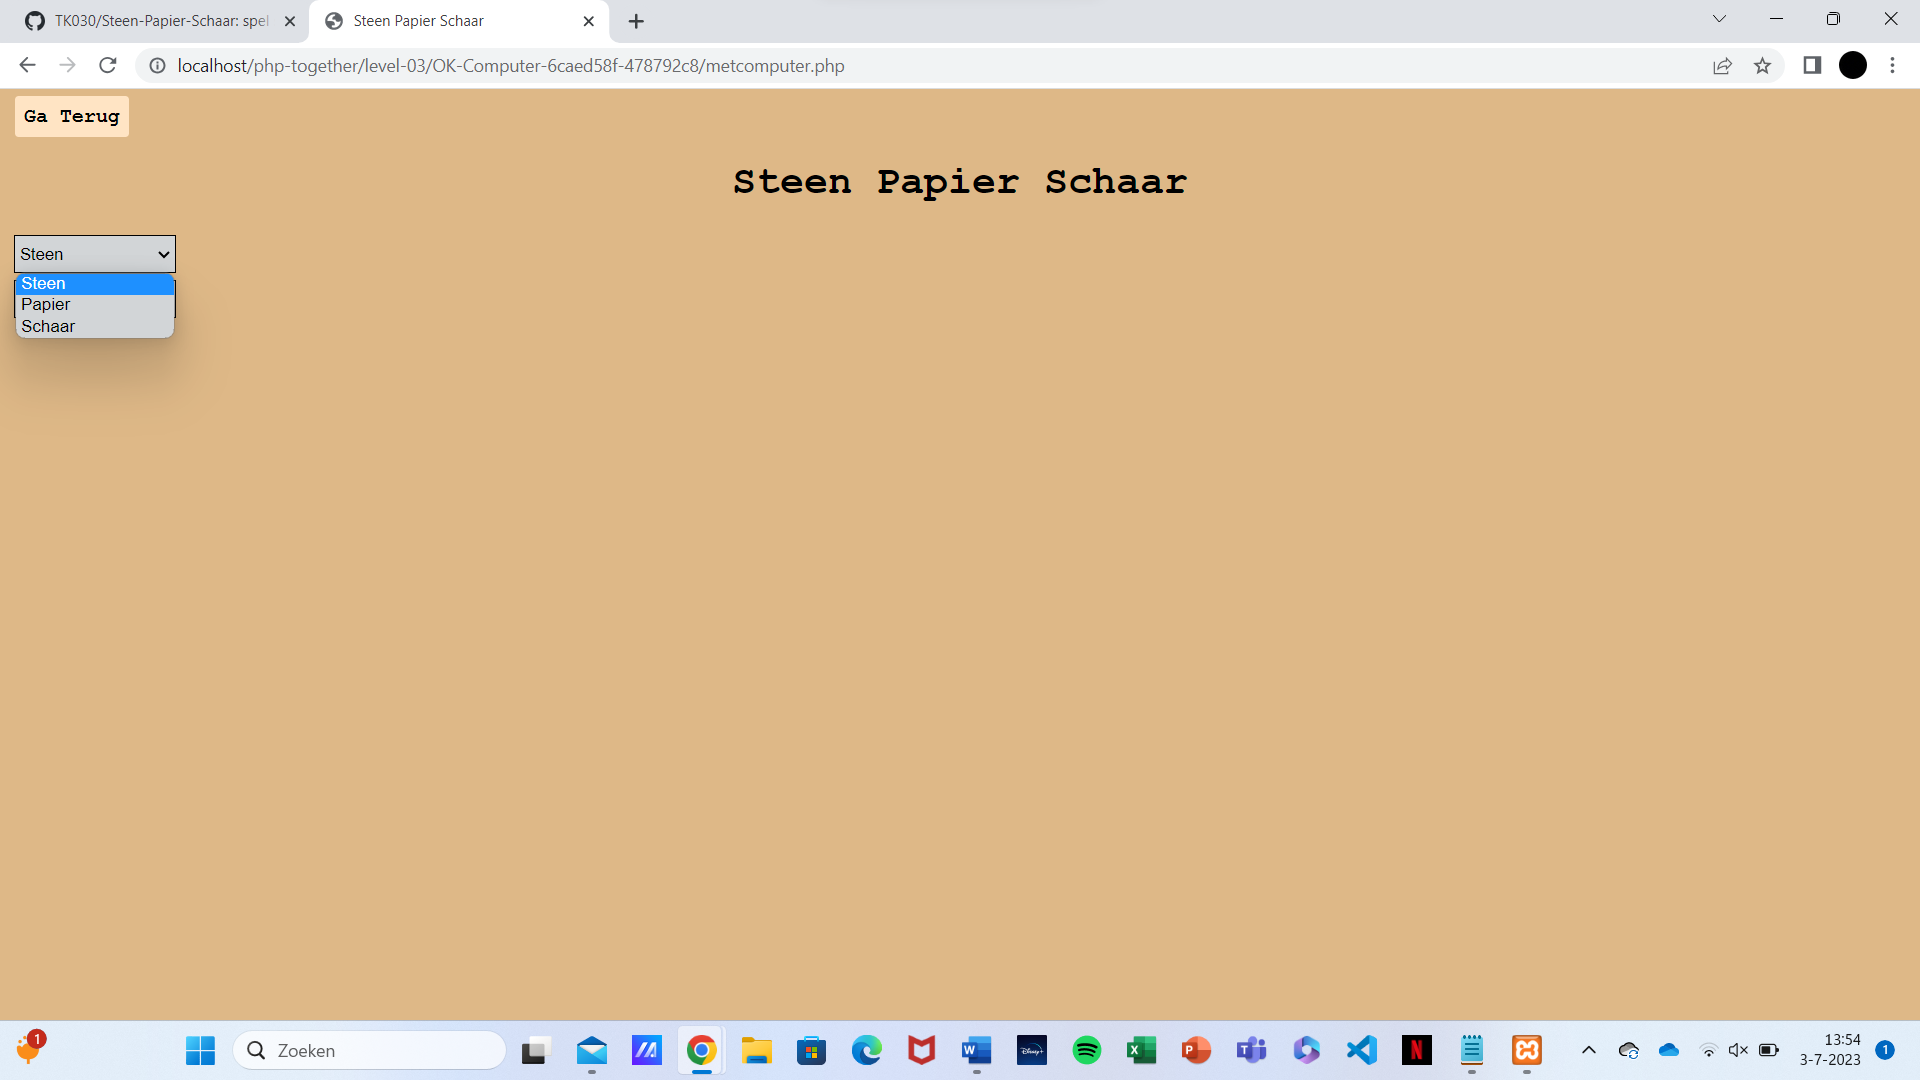 TK030/Steen-Papier-Schaar: spel
Steen Papier Schaar
localhost/php-together/level-03/OK-Computer-6caed58f-478792c8/metcomputer.php
Ga Terug
Steen Papier Schaar
Steen
Steen
Papier
Schaar
1
Zoeken
W
Disney+
X
P
T
N
13:54
3-7-2023
1